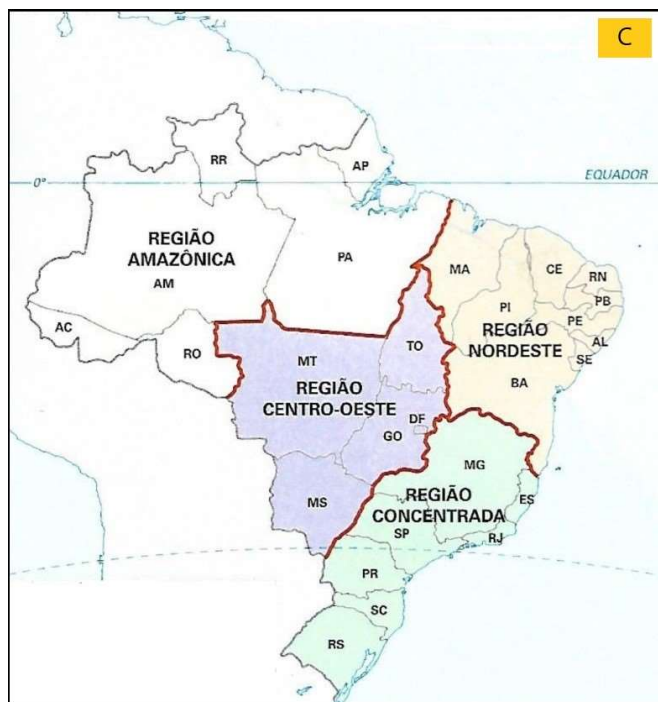 C
RR
AP
0°
EQUADOR
REGIÃO
AMAZÔNICA
AM
PA
MA
CE
RN
PB
PI
PE
AL
SE
REGIÃO
NORDESTE
BA
AC
RO
MT
TO
REGIÃO
CENTRO-OESTE
DF
GO
MS
MG
ES
REGIÃO
CONCENTRADA
SP
RJ
PR
SC
RS